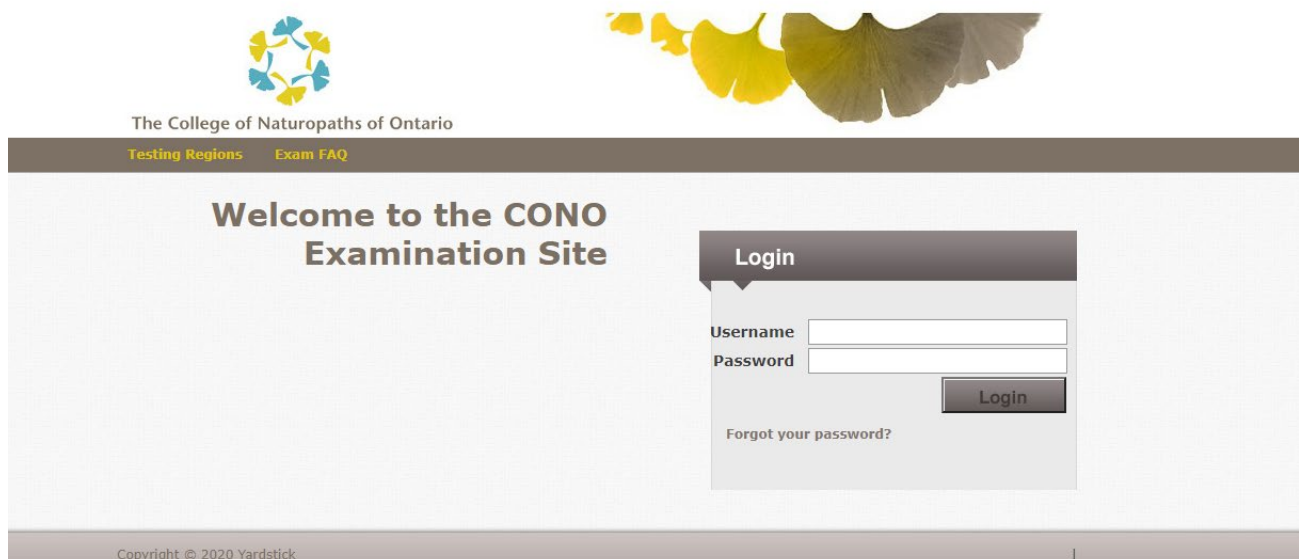 The College of Naturopaths of Ontario
Testing Regions Exam FAQ
Welcome to the CONO
Examination Site
Login
Username
Password
Login
Forgot your password?
Copyright © 2020 Yardstick |